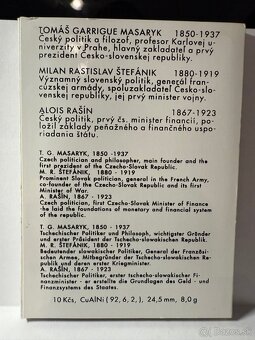 TOMÁŠ GARRIGUE MASARYK 1850-1937
Český politik a filozof, profesor Karlovej
univerzity v Prahe, hlavný zakladateľ a prvý
prezident Česko-slovenskej republiky.
MILAN RASTISLAV ŠTEFÁNIK 1880-1919
Významný slovenský politik, generál fran-
cúzskej armády, spoluzakladateľ Česko-slo-
venskej republiky, jej prvý minister vojny.
ALOIS RAŠÍN 1867-1923
Český politik, prvý čs. minister financií, po-
ložil základy peňažného a finančného uspo-
riadania štátu.
T. G. MASARYK, 1850 - 1937
Czech politician and philosopher, main founder and the
first president of the Czecho-Slovak Republic.
M. R. ŠTEFÁNIK, 1880 - 1919
Prominent Slovak politician, general in the French Army,
co-founder of the Czecho-Slovak Republic and its first
Minister of War.
A. RAŠÍN, 1867 - 1923
Czech politician, first Czecho-Slovak Minister of Finance
-he laid the foundations of monetary and financial system
of the republic.
T. G. MASARYK, 1850 - 1937
Tschechischer Politiker und Philosoph, wichtigster Gründer
und erster Präsident der Tschecho-slowakischen Republik.
M. R. ŠTEFÁNIK, 1880 - 1919
Bedeutender slowakischer Politiker, General der Französi-
schen Armee, Mitbegründer der Tschecho-slowakischen Repu-
blik und deren erster Kriegsminister.
A. RAŠÍN, 1867 - 1923
Tschechischer Politiker, erster tschecho-slowakischer Fi-
nanzminister - er erstellte die Grundlagen des Geld - und
Finanzsystems des Staates.
10 Kčs, CuAlNi (92, 6, 2,), 24,5 mm, 8,0 g